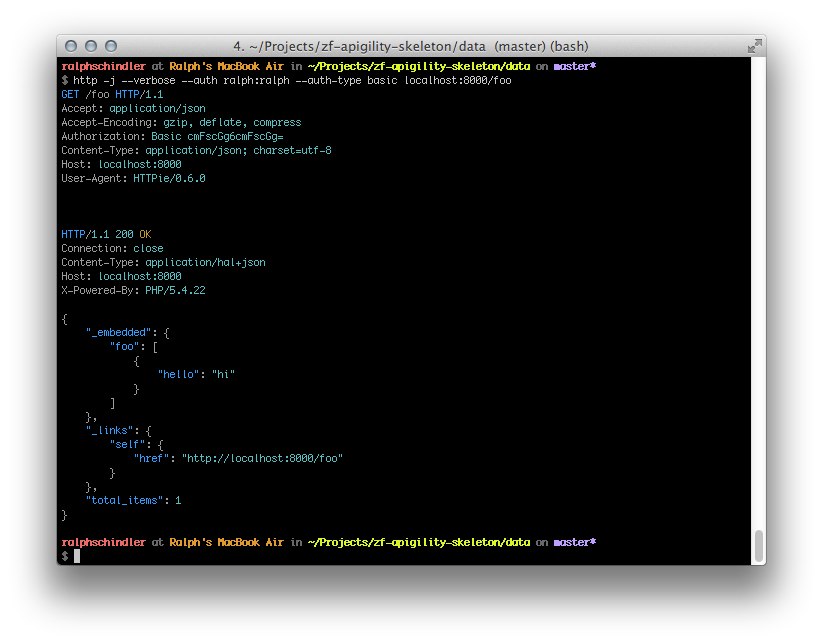 4. ~/Projects/zf-apigility-skeleton/data (master) (bash)
ralphschindler at Ralph's MacBook Air in ~/Projects/zf-apigility-skeleton/data on master*
$ http -j --verbose --auth ralph:ralph --auth-type basic localhost:8000/foo
GET /foo HTTP/1.1
Accept: application/json
Accept-Encoding: gzip, deflate, compress
Authorization: Basic cmFscGg6cmFscGg=
Content-Type: application/json; charset=utf-8
Host: localhost:8000
User-Agent: HTTPie/0.6.0
HTTP/1.1 200 OK
Connection: close
Content-Type: application/hal+json
Host: localhost:8000
X-Powered-By: PHP/5.4.22
{
    "_embedded": {
        "foo": [
            {
                "hello": "hi"
            }
        ]
    },
    "_links": {
        "self": {
            "href": "http://localhost:8000/foo"
        }
    },
    "total_items": 1
}
ralphschindler at Ralph's MacBook Air in ~/Projects/zf-apigility-skeleton/data on master*
$